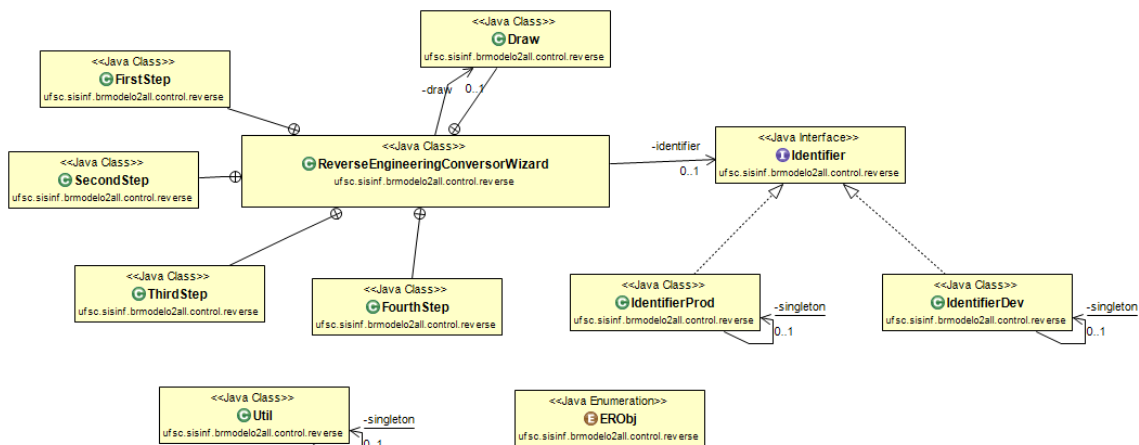 <<Java Class>>
Draw
ufsc.sisinf.brmodelo2all.control.reverse
<<Java Class>>
FirstStep
ufsc.sisinf.brmodelo2all.control.reverse
-draw
0..1
<<Java Class>>
ReverseEngineeringConversorWizard
ufsc.sisinf.brmodelo2all.control.reverse
-identifier
0..1
<<Java Interface>>
Identifier
ufsc.sisinf.brmodelo2all.control.reverse
<<Java Class>>
SecondStep
ufsc.sisinf.brmodelo2all.control.reverse
<<Java Class>>
ThirdStep
ufsc.sisinf.brmodelo2all.control.reverse
<<Java Class>>
FourthStep
ufsc.sisinf.brmodelo2all.control.reverse
<<Java Class>>
IdentifierProd
ufsc.sisinf.brmodelo2all.control.reverse
-singleton
0..1
<<Java Class>>
IdentifierDev
ufsc.sisinf.brmodelo2all.control.reverse
-singleton
0..1
<<Java Class>>
Util
ufsc.sisinf.brmodelo2all.control.reverse
-singleton
0..1
<<Java Enumeration>>
ERObj
ufsc.sisinf.brmodelo2all.control.reverse